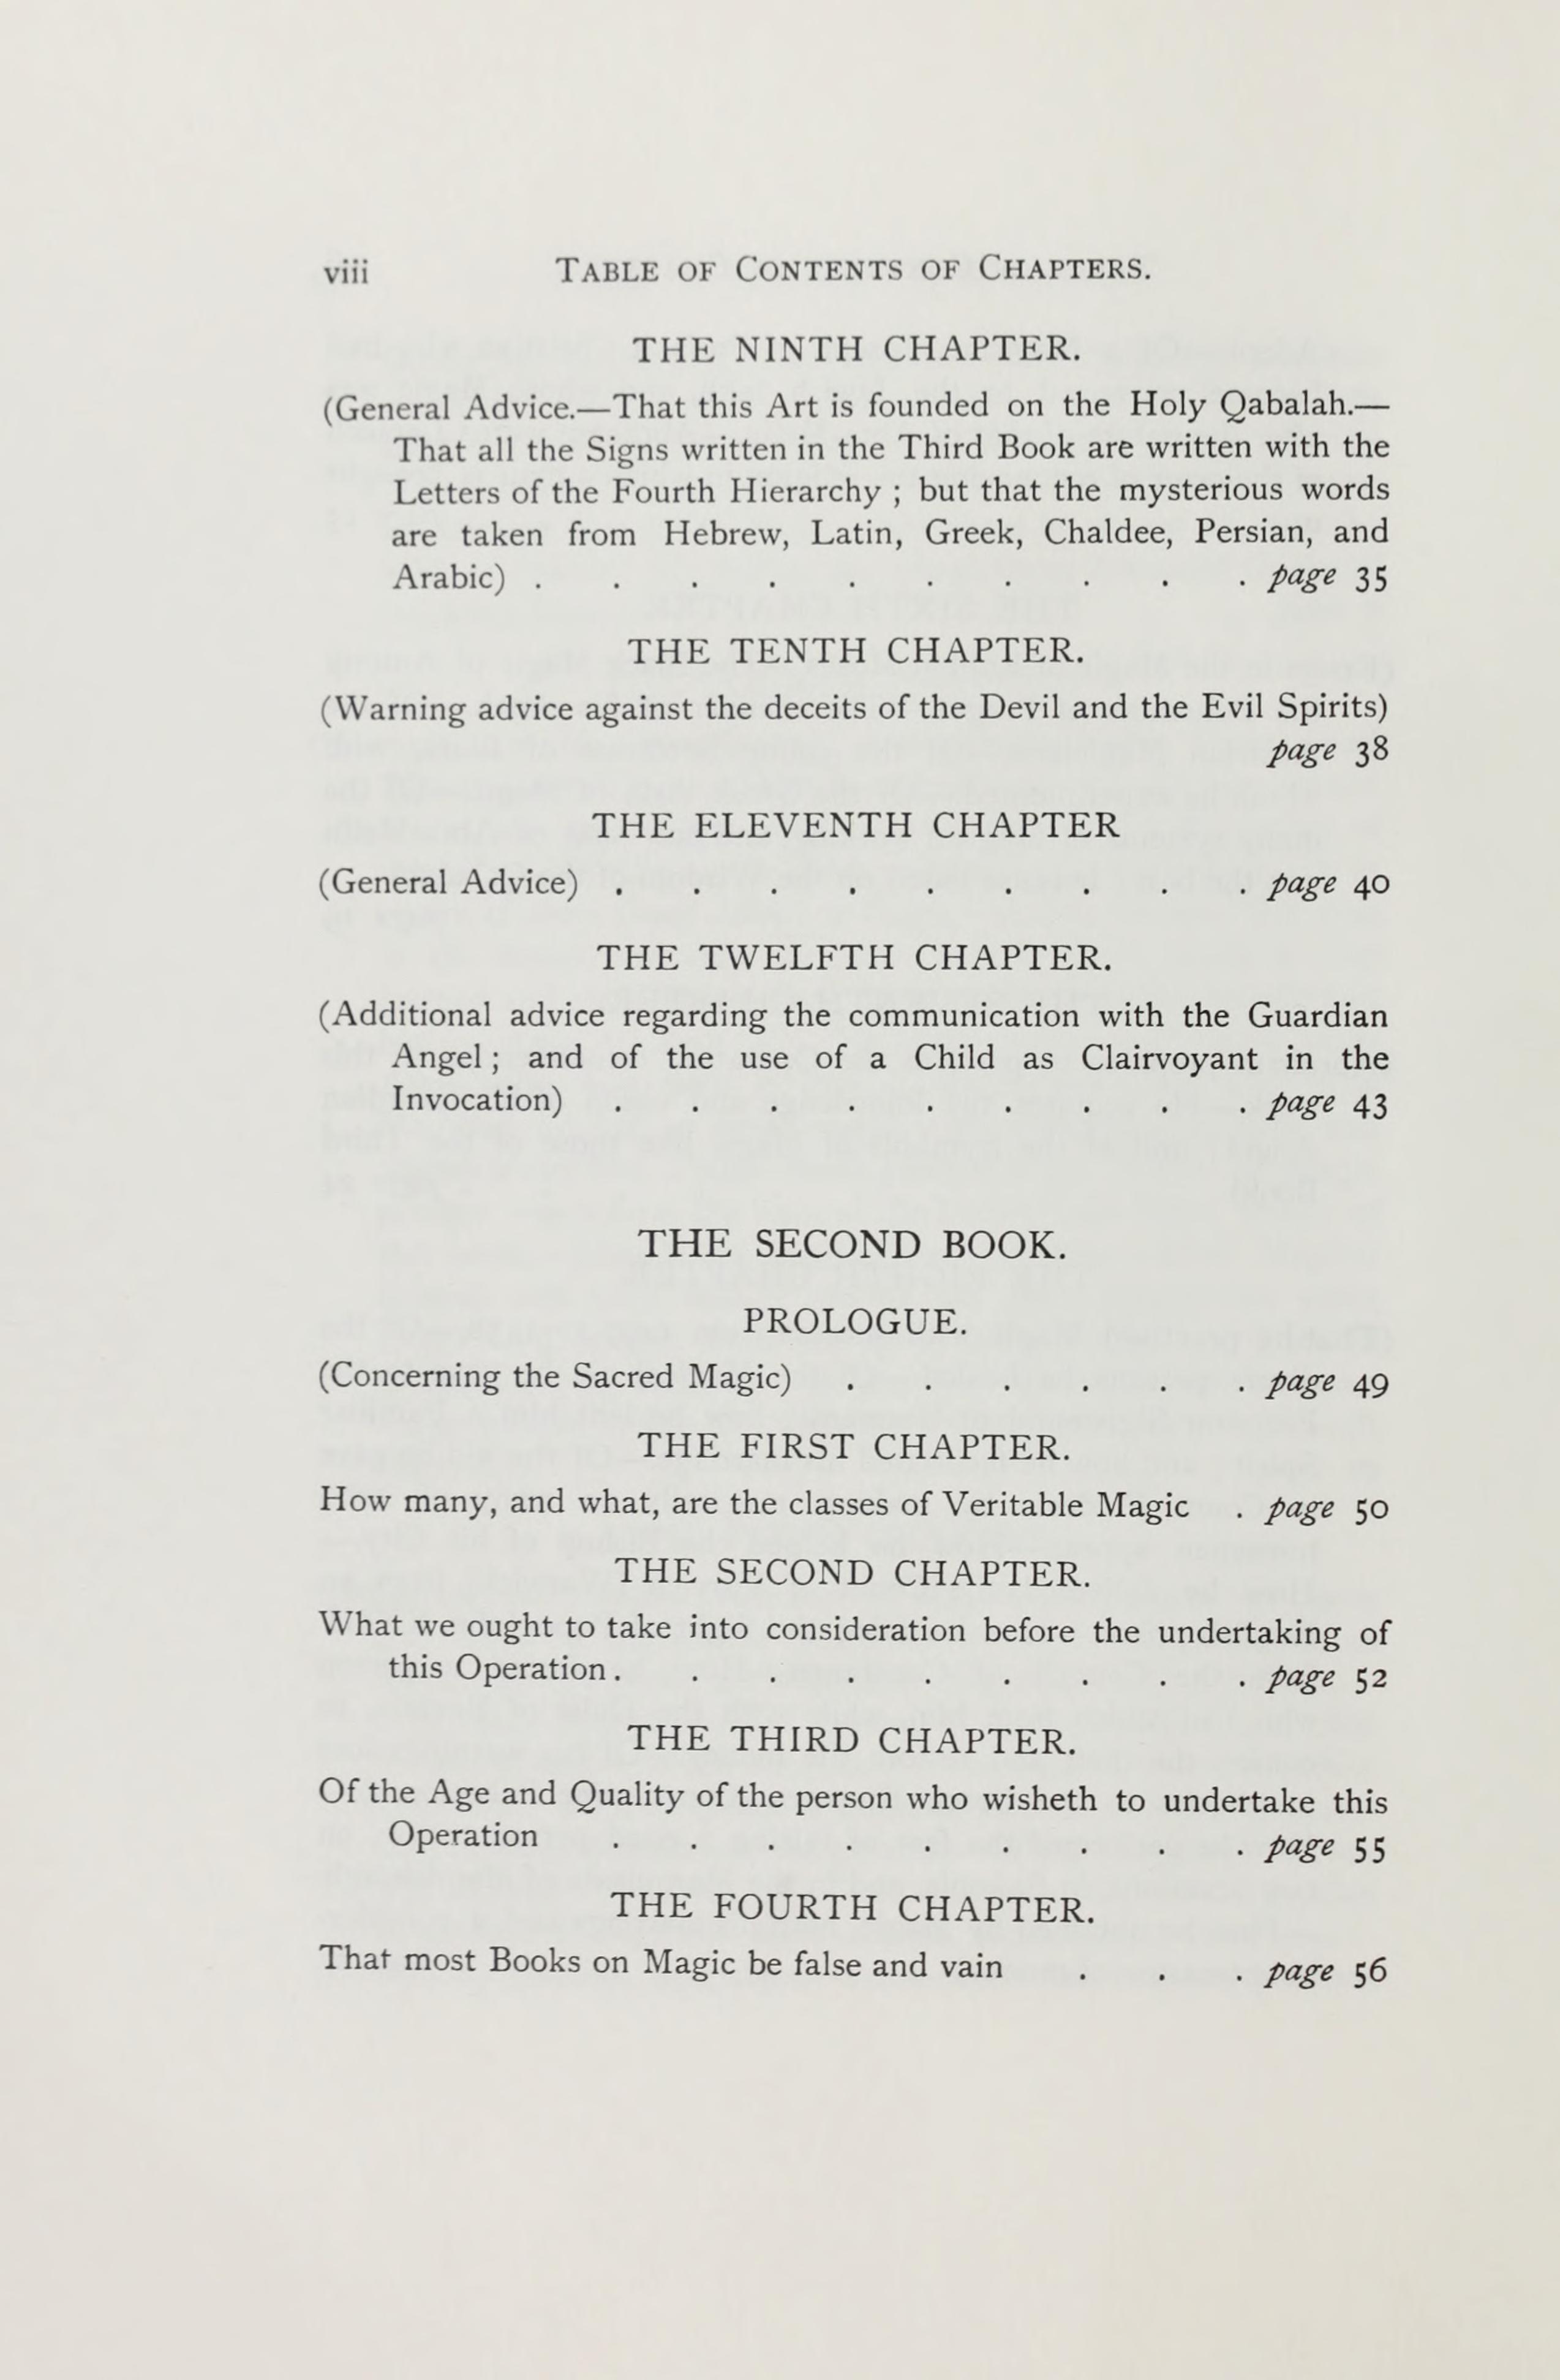 viii TABLE OF CONTENTS OF CHAPTERS.
THE NINTH CHAPTER.
(General Advice.—That this Art is founded on the Holy Qabalah.—
That all the Signs written in the Third Book are written with the
Letters of the Fourth Hierarchy ; but that the mysterious words
are taken from Hebrew, Latin, Greek, Chaldee, Persian, and
Arabic) . . . . . . . . . . page 35
THE TENTH CHAPTER.
(Warning advice against the deceits of the Devil and the Evil Spirits)
page 38
THE ELEVENTH CHAPTER
(General Advice) . . . . . . . . . page 40
THE TWELFTH CHAPTER.
(Additional advice regarding the communication with the Guardian
Angel ; and of the use of a Child as Clairvoyant in the
Invocation) . . . . . . . . . page 43
THE SECOND BOOK.
PROLOGUE.
(Concerning the Sacred Magic) . . . . . . page 49
THE FIRST CHAPTER.
How many, and what, are the classes of Veritable Magic . page 50
THE SECOND CHAPTER.
What we ought to take into consideration before the undertaking of
this Operation . . . . . . . . . page 52
THE THIRD CHAPTER.
Of the Age and Quality of the person who wisheth to undertake this
Operation . . . . . . . . . page 55
THE FOURTH CHAPTER.
That most Books on Magic be false and vain . . . page 56